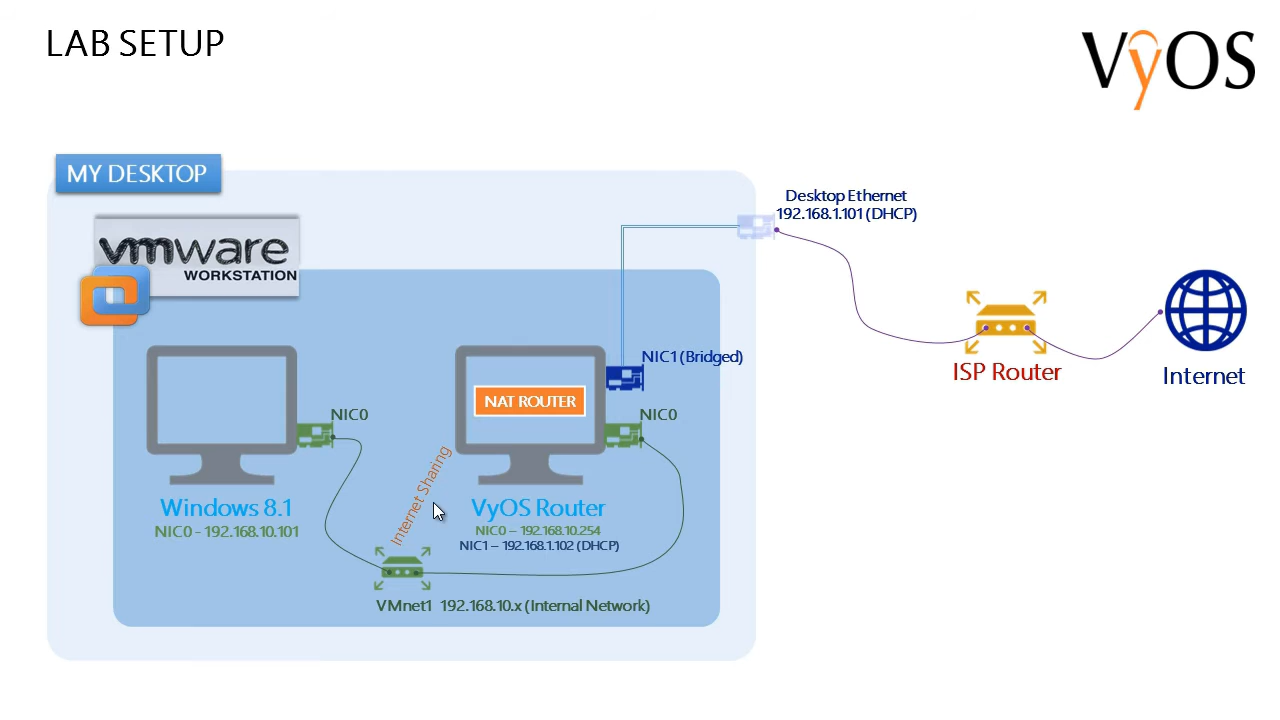 LAB SETUP
VyOS
MY DESKTOP
vmware
WORKSTATION
Desktop Ethernet
192.168.1.101 (DHCP)
NIC1 (Bridged)
NAT ROUTER
NIC0
NIC0
ISP Router
Internet
Internet Sharing
Windows 8.1
NIC0 - 192.168.10.101
VyOS Router
NIC0 – 192.168.10.254
NIC1 – 192.168.1.102 (DHCP)
VMnet1 192.168.10.x (Internal Network)